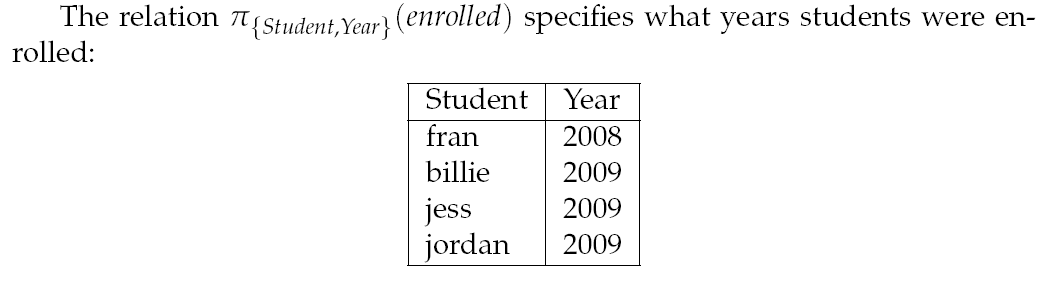 The relation π{Student,Year}(enrolled) specifies what years students were en-
rolled:
Student Year
fran 2008
billie 2009
jess 2009
jordan 2009